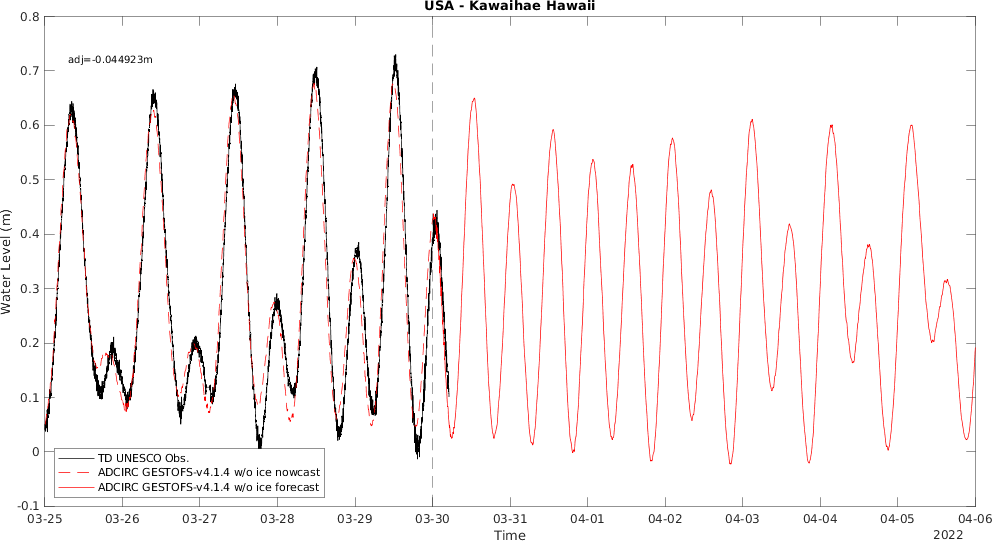 USA - Kawaihae Hawaii
0.8
0.7
0.6
0.5
0.4
0.3
0.2
0.1
0
-0.1
Water Level (m)
adj=-0.044923m
TD UNESCO Obs.
ADCIRC GESTOFS-v4.1.4 w/o ice nowcast
ADCIRC GESTOFS-v4.1.4 w/o ice forecast
03-25 03-26 03-27 03-28 03-29 03-30 03-31 04-01 04-02 04-03 04-04 04-05 04-06
Time
2022